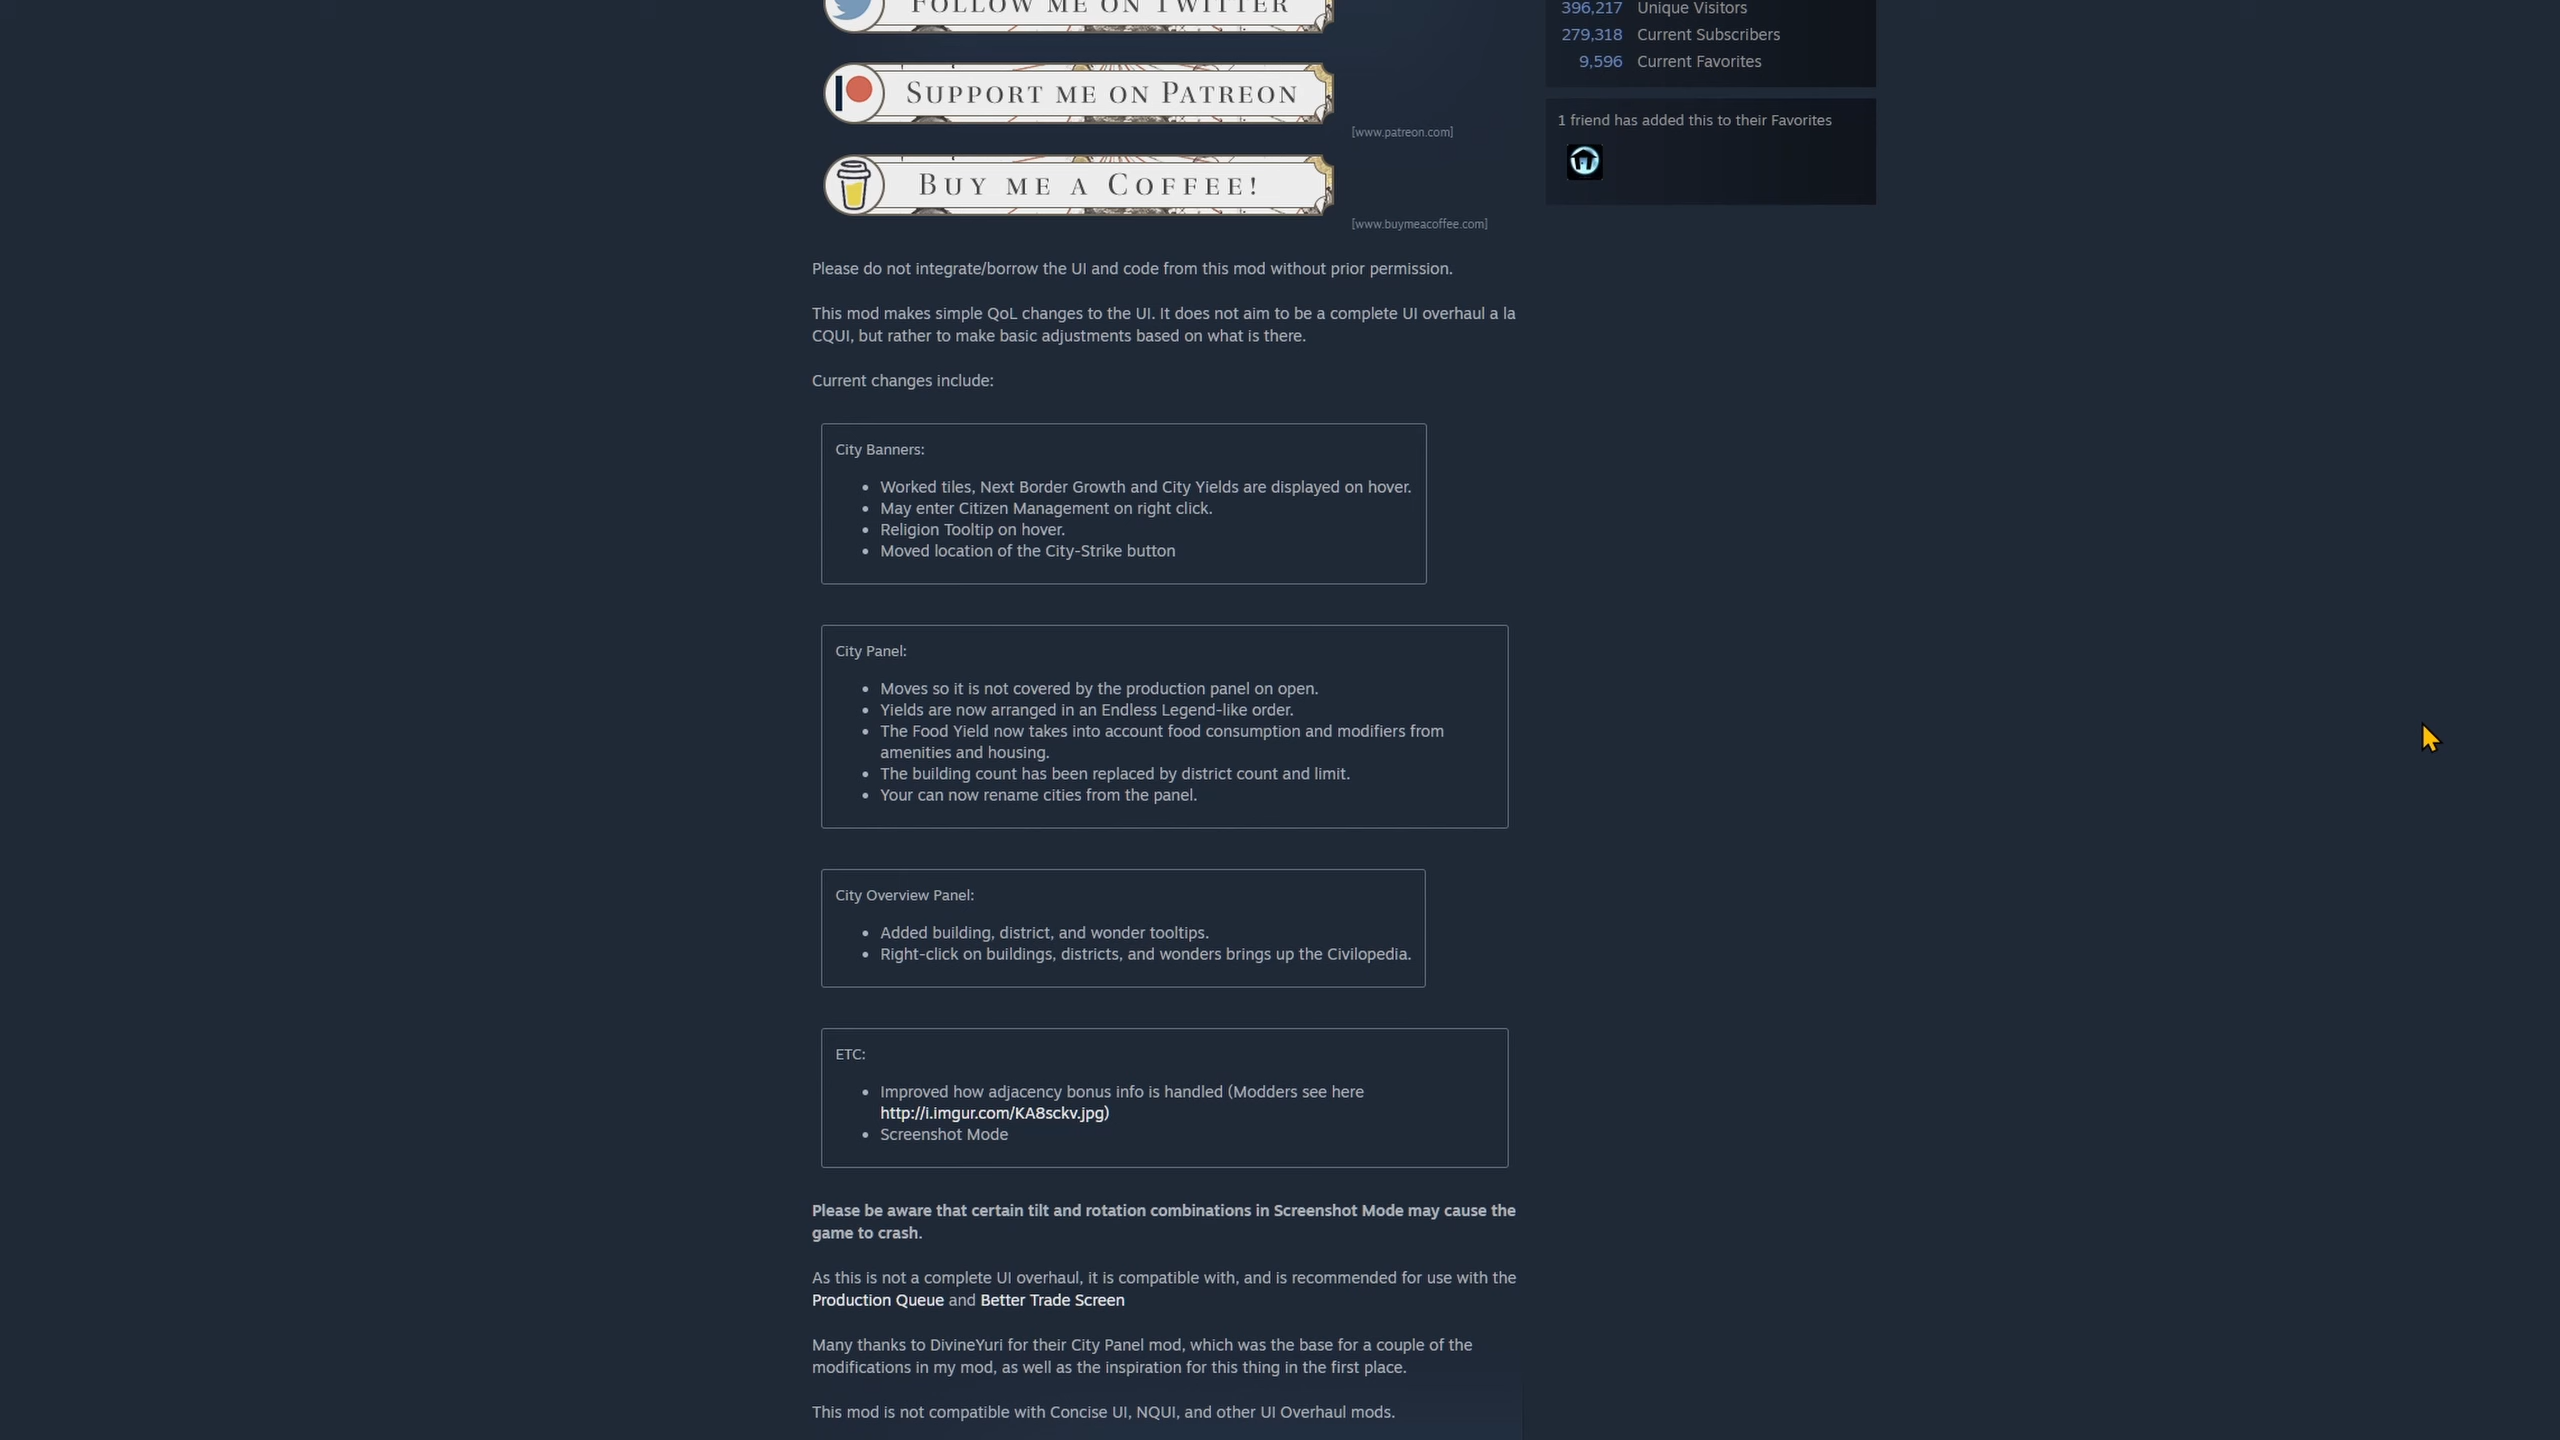 FOLLOW ME ON TWITTER
396,217 Unique Visitors
279,318 Current Subscribers
9,596 Current Favorites
SUPPORT ME ON PATREON
[www.patreon.com]
1 friend has added this to their Favorites
BUY ME A COFFEE!
[www.buymeacoffee.com]
Please do not integrate/borrow the UI and code from this mod without prior permission.
This mod makes simple QoL changes to the UI. It does not aim to be a complete UI overhaul a la
CQUI, but rather to make basic adjustments based on what is there.
Current changes include:
City Banners:
• Worked tiles, Next Border Growth and City Yields are displayed on hover.
• May enter Citizen Management on right click.
• Religion Tooltip on hover.
• Moved location of the City-Strike button
City Panel:
• Moves so it is not covered by the production panel on open.
• Yields are now arranged in an Endless Legend-like order.
• The Food Yield now takes into account food consumption and modifiers from
amenities and housing.
• The building count has been replaced by district count and limit.
• Your can now rename cities from the panel.
City Overview Panel:
• Added building, district, and wonder tooltips.
• Right-click on buildings, districts, and wonders brings up the Civilopedia.
ETC:
• Improved how adjacency bonus info is handled (Modders see here
http://i.imgur.com/KA8sckv.jpg)
• Screenshot Mode
Please be aware that certain tilt and rotation combinations in Screenshot Mode may cause the
game to crash.
As this is not a complete UI overhaul, it is compatible with, and is recommended for use with the
Production Queue and Better Trade Screen
Many thanks to DivineYuri for their City Panel mod, which was the base for a couple of the
modifications in my mod, as well as the inspiration for this thing in the first place.
This mod is not compatible with Concise UI, NQUI, and other UI Overhaul mods.